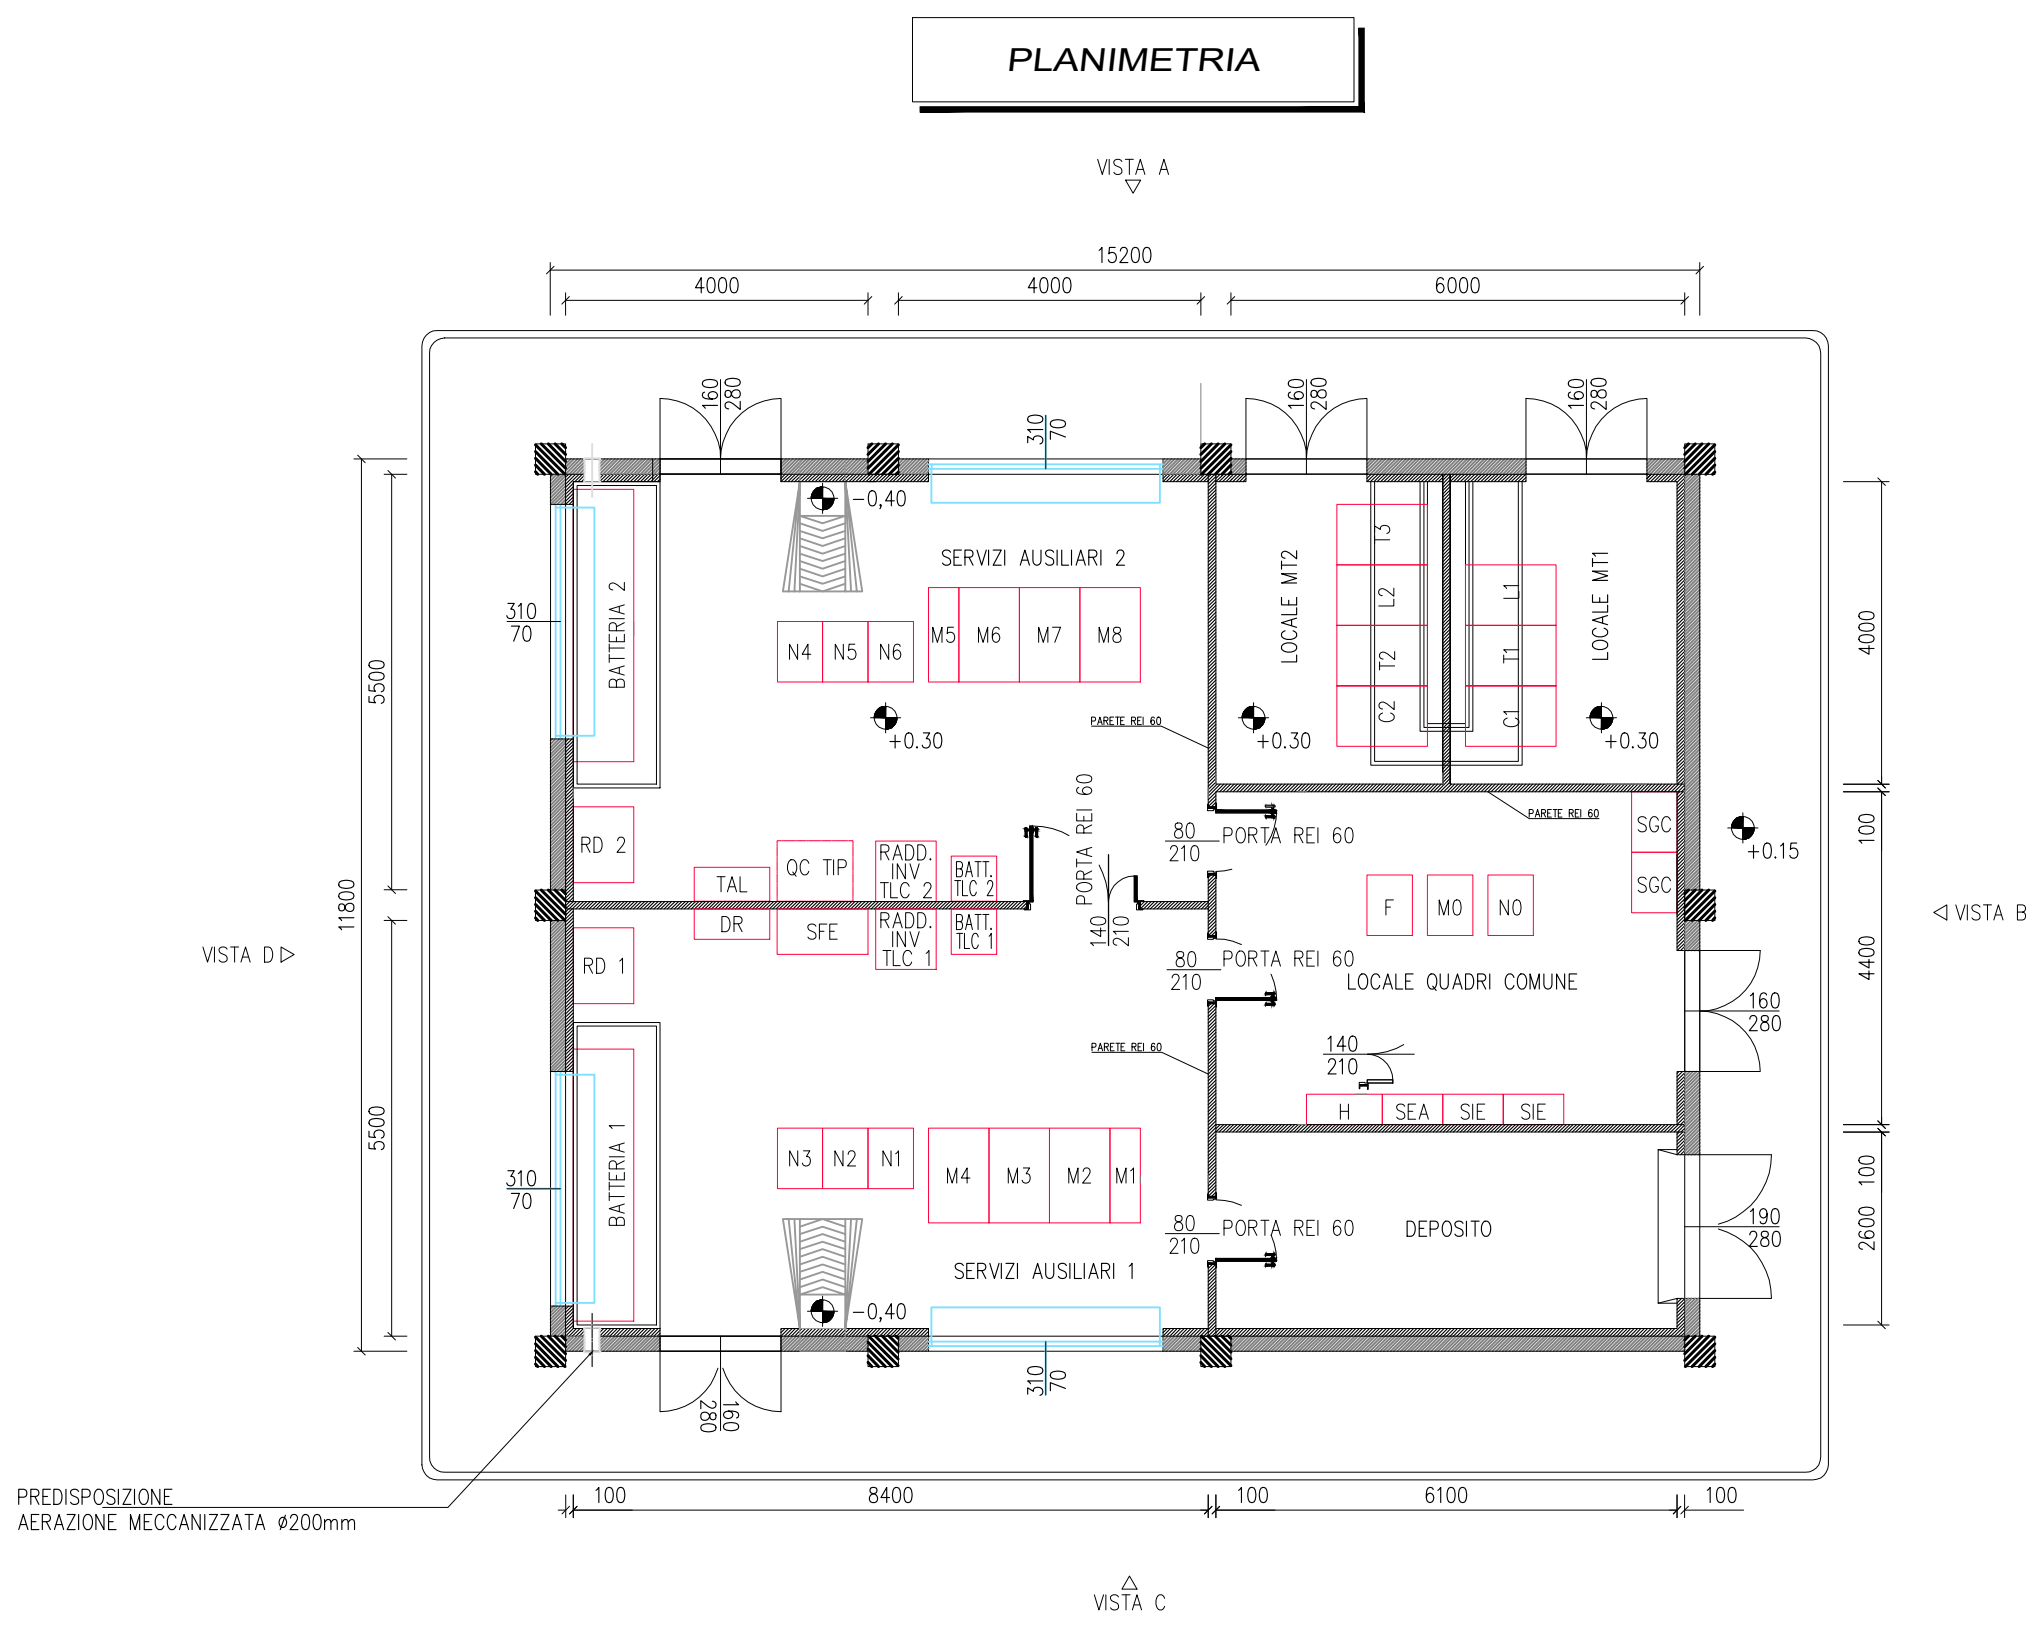 PLANIMETRIA
VISTA A
15200
4000
4000
6000
160
280
310
70
160
280
160
280
-0,40
SERVIZI AUSILIARI 2
BATTERIA 2
310
70
5500
N4
N5
N6
M5
M6
M7
M8
+0.30
LOCALE MT2
T3
L2
T2
C2
+0.30
L1
T1
C1
LOCALE MT1
+0.30
4000
PARETE REI 60
PARETE REI 60
100
RD 2
TAL
QC TIP
RADD.
INV
TLC 2
BATT.
TLC 2
PORTA REI 60
80
210
PORTA REI 60
SGC
SGC
+0.15
11800
DR
SFE
RADD.
INV
TLC 1
BATT.
TLC 1
140
210
F
M0
N0
VISTA B
VISTA D
RD 1
80
210
PORTA REI 60
LOCALE QUADRI COMUNE
4400
160
280
PARETE REI 60
140
210
H
SEA
SIE
SIE
5500
BATTERIA 1
310
70
N3
N2
N1
M4
M3
M2
M1
100
80
210
PORTA REI 60
DEPOSITO
190
280
2600
SERVIZI AUSILIARI 1
-0,40
310
70
160
280
PREDISPOSIZIONE
AERAZIONE MECCANIZZATA ø200mm
100
8400
100
6100
100
VISTA C